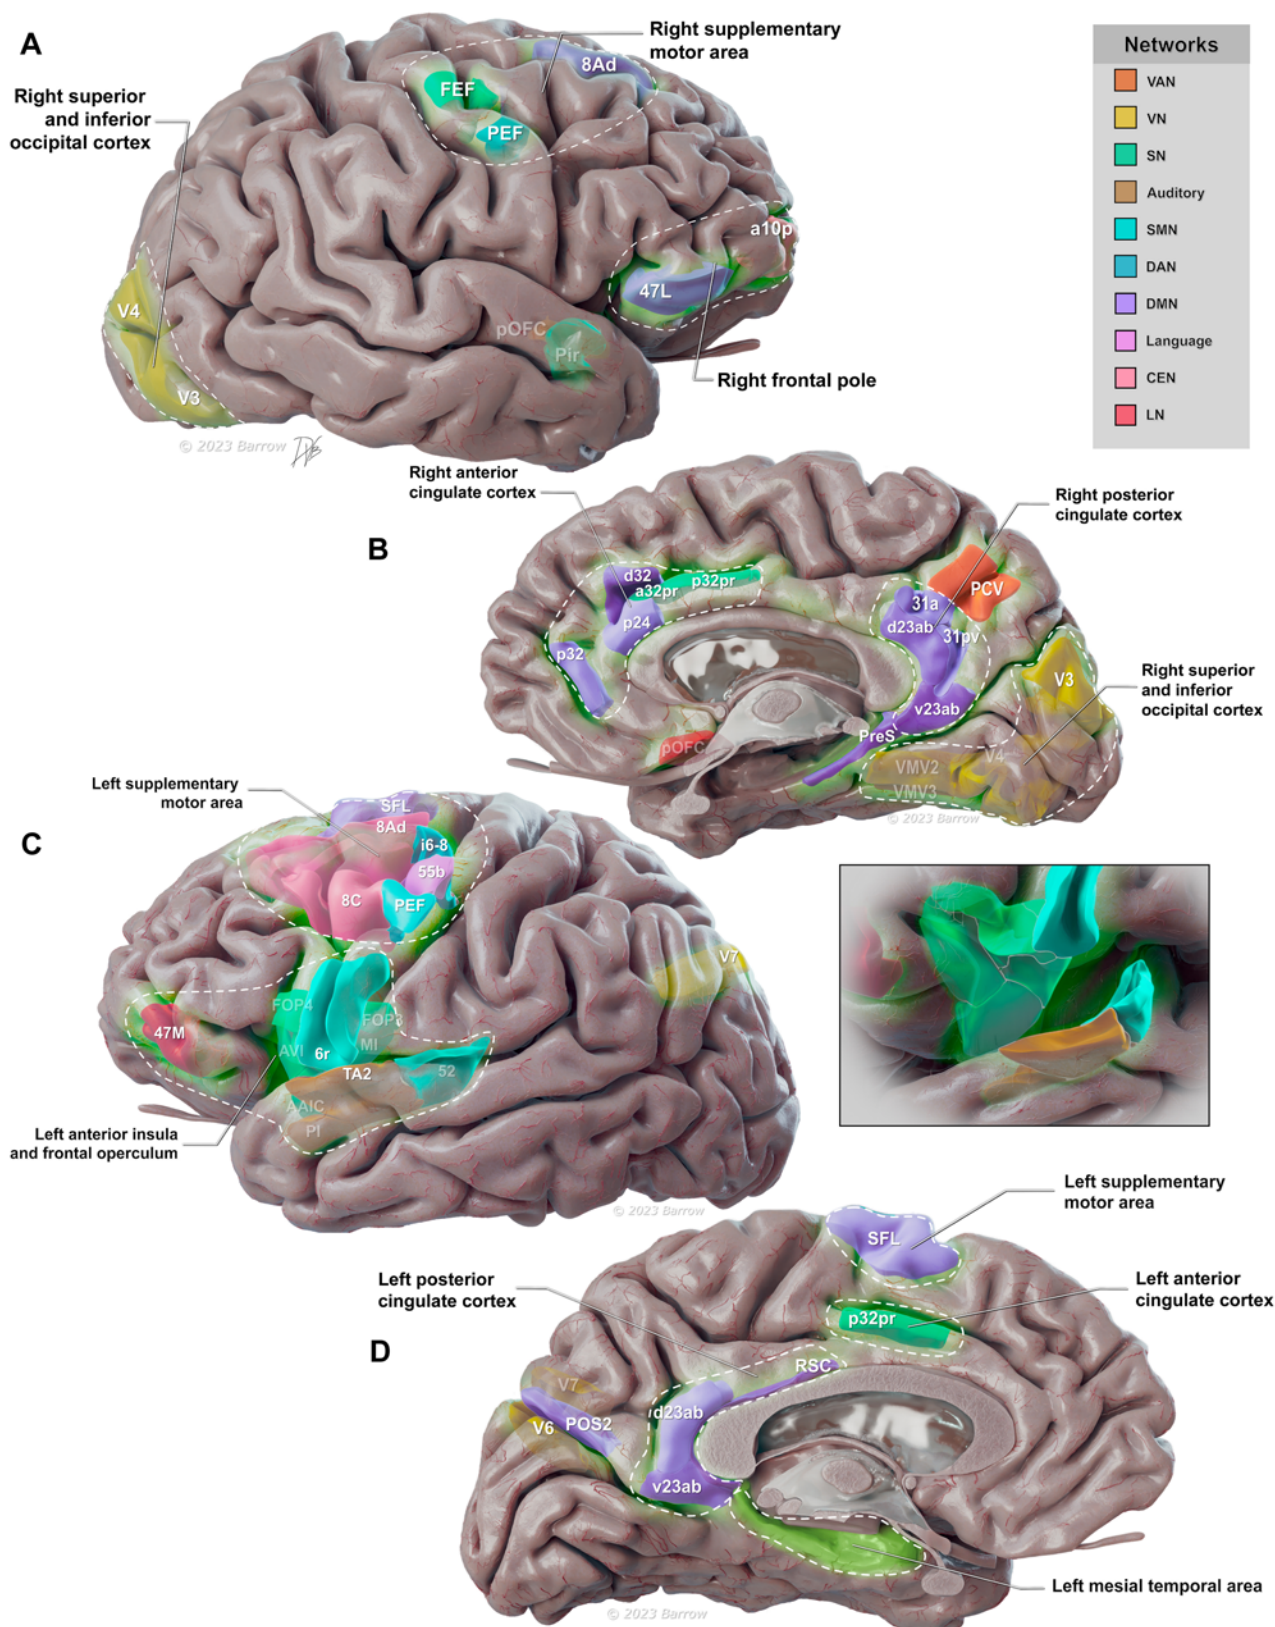 A
Right supplementary
motor area
8Ad
FEF
PEF
Right superior
and inferior
occipital cortex
a10p
47L
V4
pOFC
Pir
V3
Right frontal pole
© 2023 Barrow
Networks
VAN
VN
SN
Auditory
SMN
DAN
DMN
Language
CEN
LN
B
Right anterior
cingulate cortex
Right posterior
cingulate cortex
d32
a32pr
p32pr
p24
p32
PCV
31a
d23ab
31pv
v23ab
PreS
V3
V4
pOFC
VMV2
VMV3
Right superior
and inferior
occipital cortex
© 2023 Barrow
C
Left supplementary
motor area
SFL
8Ad
i6-8
55b
8C
PEF
V7
FOP4
FOP3
47M
AVI
6r
MI
TA2
52
AAIC
PI
Left anterior insula
and frontal operculum
© 2023 Barrow
D
Left supplementary
motor area
SFL
Left posterior
cingulate cortex
Left anterior
cingulate cortex
p32pr
RSC
V7
d23ab
POS2
V6
v23ab
Left mesial temporal area
© 2023 Barrow